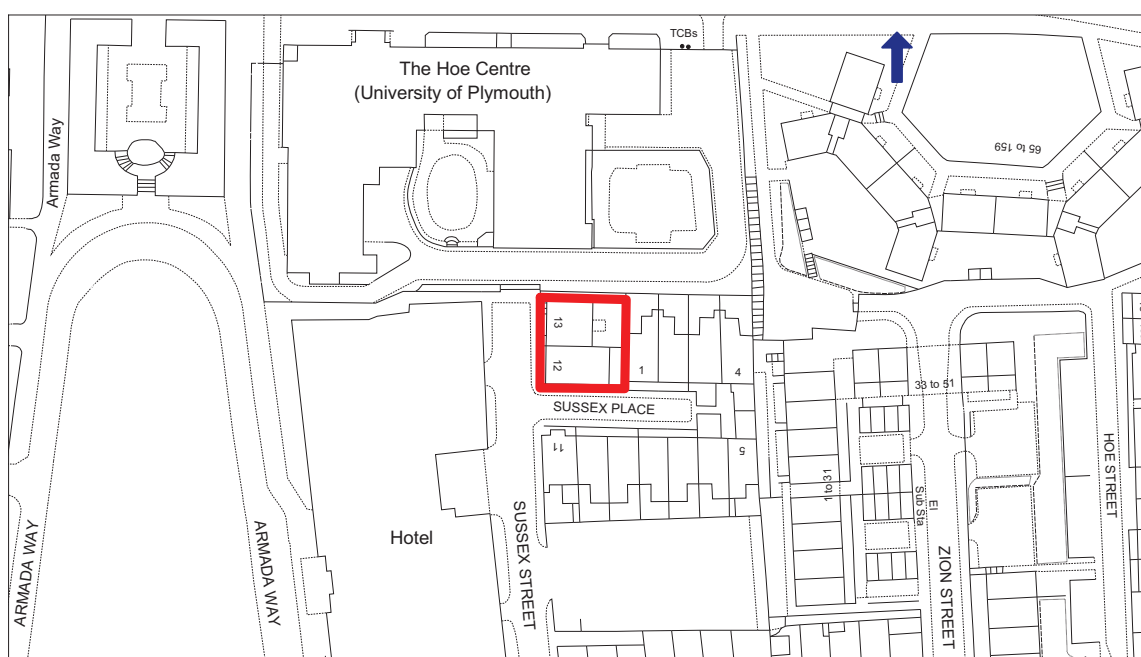 TCBs
The Hoe Centre
(University of Plymouth)
Armada Way
65 to 159
13
12
1
4
SUSSEX PLACE
33 to 51
11
5
1 to 31
El
Sub Sta
HOE STREET
Hotel
SUSSEX STREET
ZION STREET
ARMADA WAY
ARMADA WAY